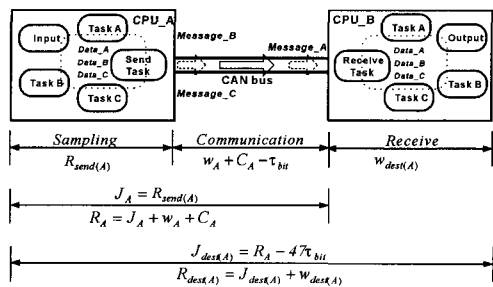 CPU_A
Input
Task A
Data_A
Data_B
Data_C
Send Task
Task B
Task C
Message_B
Message_A
CAN bus
Message_C
CPU_B
Task A
Output
Receive Task
Data_A
Data_B
Data_C
Task B
Task C
Sampling
Communication
Receive
R_send(A)
w_A + C_A − τ_bit
w_dest(A)
J_A = R_send(A)
R_A = J_A + w_A + C_A
J_dest(A) = R_A − 47τ_bit
R_dest(A) = J_dest(A) + w_dest(A)